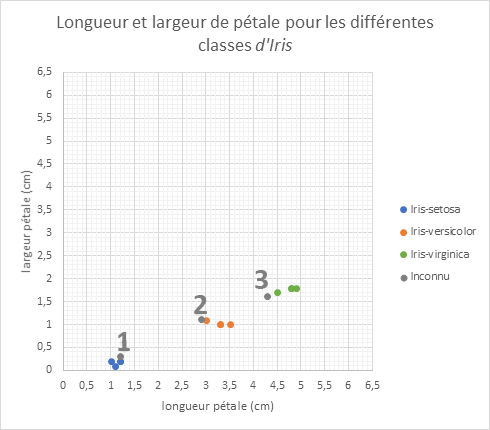 Longueur et largeur de pétale pour les différentes
classes d'Iris
6,5
6
5,5
5
4,5
4
3,5
3
2,5
2
1,5
1
0,5
0
largeur pétale (cm)
1
2
3
0 0,5 1 1,5 2 2,5 3 3,5 4 4,5 5 5,5 6 6,5
longueur pétale (cm)
Iris-setosa
Iris-versicolor
Iris-virginica
Inconnu